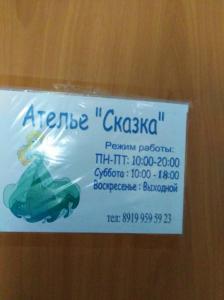 Ателье "Сказка"
Режим работы:
ПН-ПТ: 10:00-20:00
Суббота : 10:00 - 18:00
Воскресенье : Выходной
тел: 8919 959 59 23